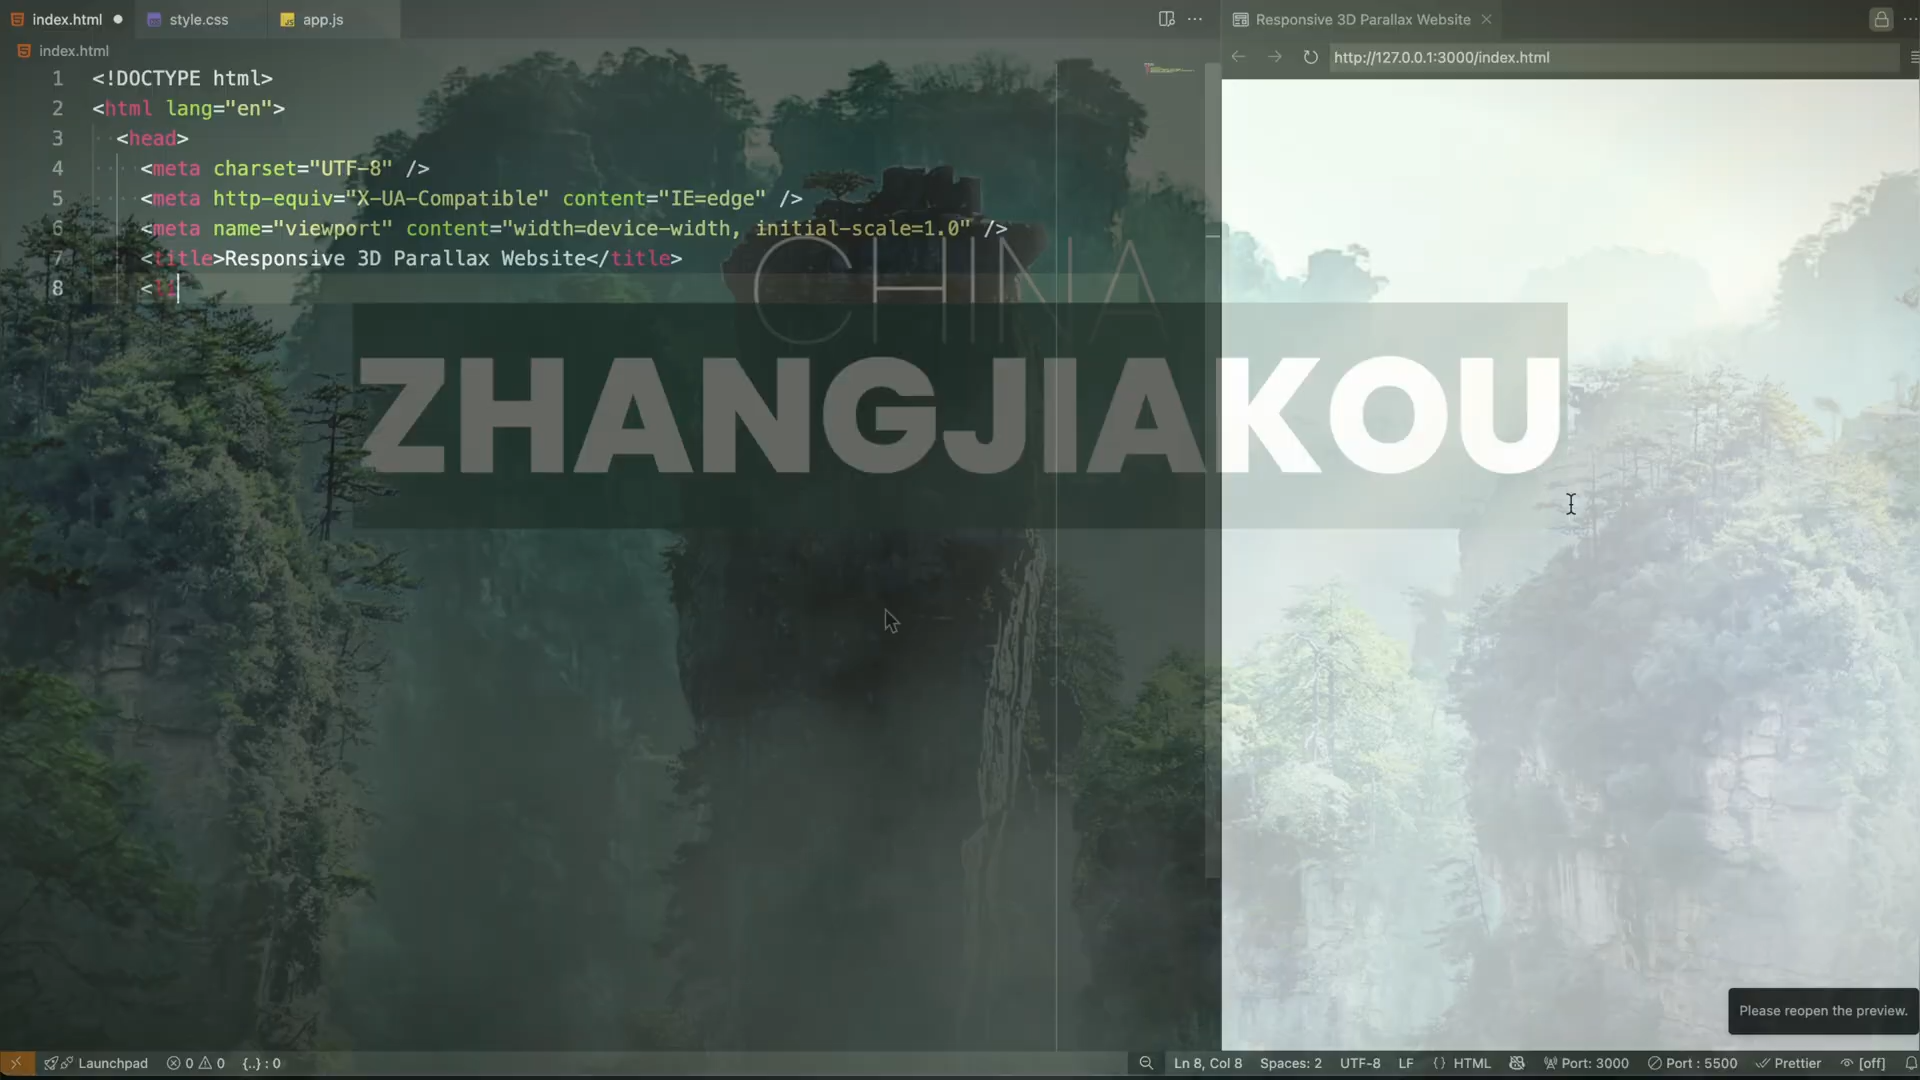 index.html
style.css
app.js
Responsive 3D Parallax Website
index.html
http://127.0.0.1:3000/index.html
1 <!DOCTYPE html>
2 <html lang="en">
3 <head>
4 <meta charset="UTF-8" />
5 <meta http-equiv="X-UA-Compatible" content="IE=edge" />
6 <meta name="viewport" content="width=device-width, initial-scale=1.0" />
7 <title>Responsive 3D Parallax Website</title>
8 <li
CHINA
ZHANGJIAKOU
Please reopen the preview.
Launchpad 0 0 {..} : 0 Ln 8, Col 8 Spaces: 2 UTF-8 LF {} HTML Port: 3000 Port : 5500 Prettier [off]